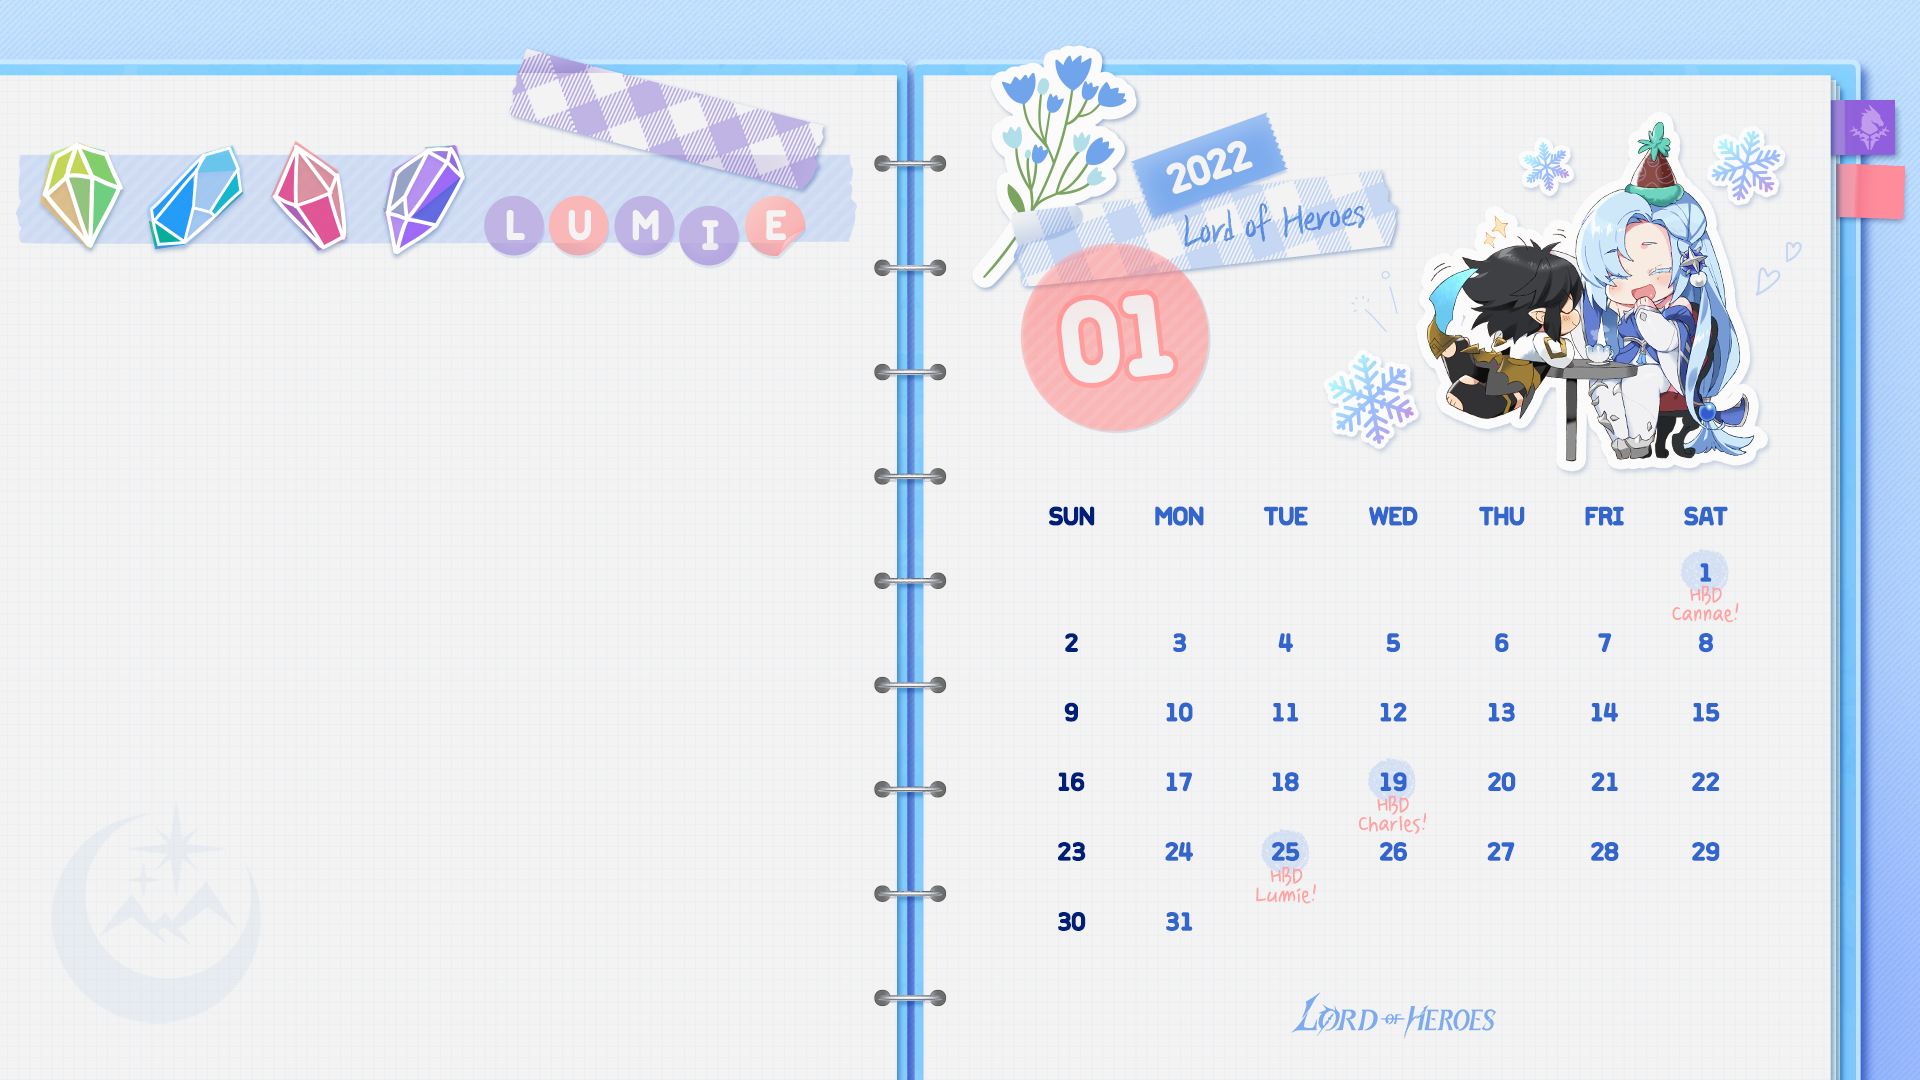 LUMIE
2022
Lord of Heroes
01
SUN MON TUE WED THU FRI SAT
1
HBD
Cannae!
2 3 4 5 6 7 8
9 10 11 12 13 14 15
16 17 18 19 20 21 22
HBD
Charles!
23 24 25 26 27 28 29
HBD
Lumie!
30 31
LORD OF HEROES